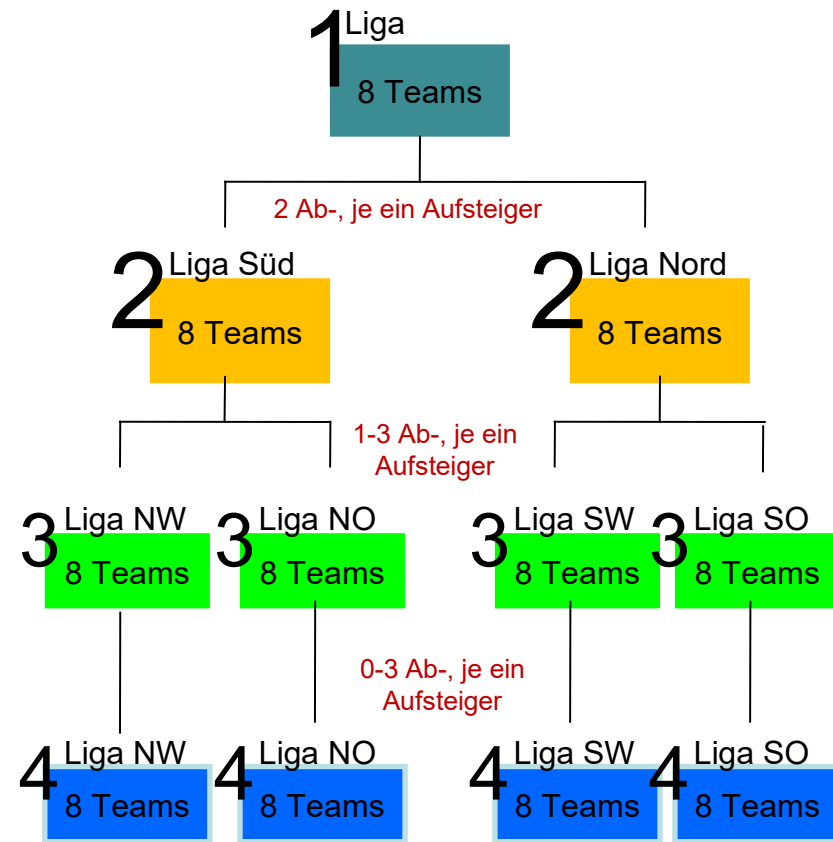 1 Liga
8 Teams
2 Ab-, je ein Aufsteiger
2 Liga Süd
8 Teams
2 Liga Nord
8 Teams
1-3 Ab-, je ein
Aufsteiger
3 Liga NW
8 Teams
3 Liga NO
8 Teams
3 Liga SW
8 Teams
3 Liga SO
8 Teams
0-3 Ab-, je ein
Aufsteiger
4 Liga NW
8 Teams
4 Liga NO
8 Teams
4 Liga SW
8 Teams
4 Liga SO
8 Teams